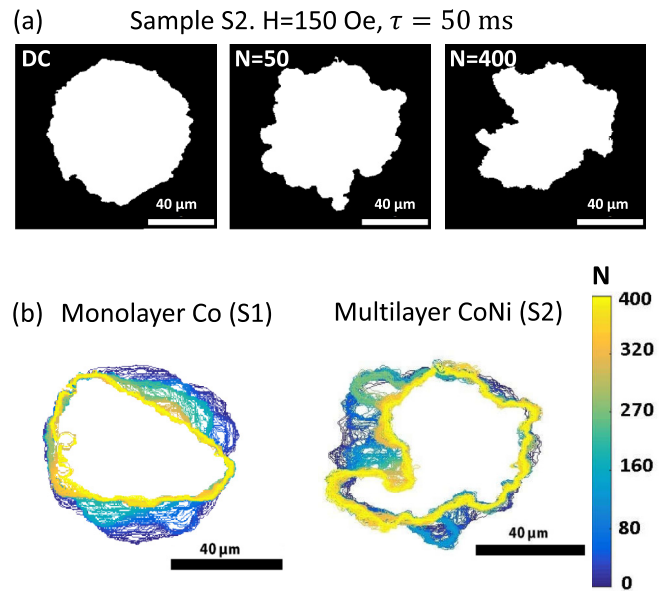 (a) Sample S2. H=150 Oe, τ = 50 ms
DC N=50 N=400
40 µm 40 µm 40 µm
N
(b) Monolayer Co (S1) Multilayer CoNi (S2)
400
320
270
160
80
0
40 µm 40 µm